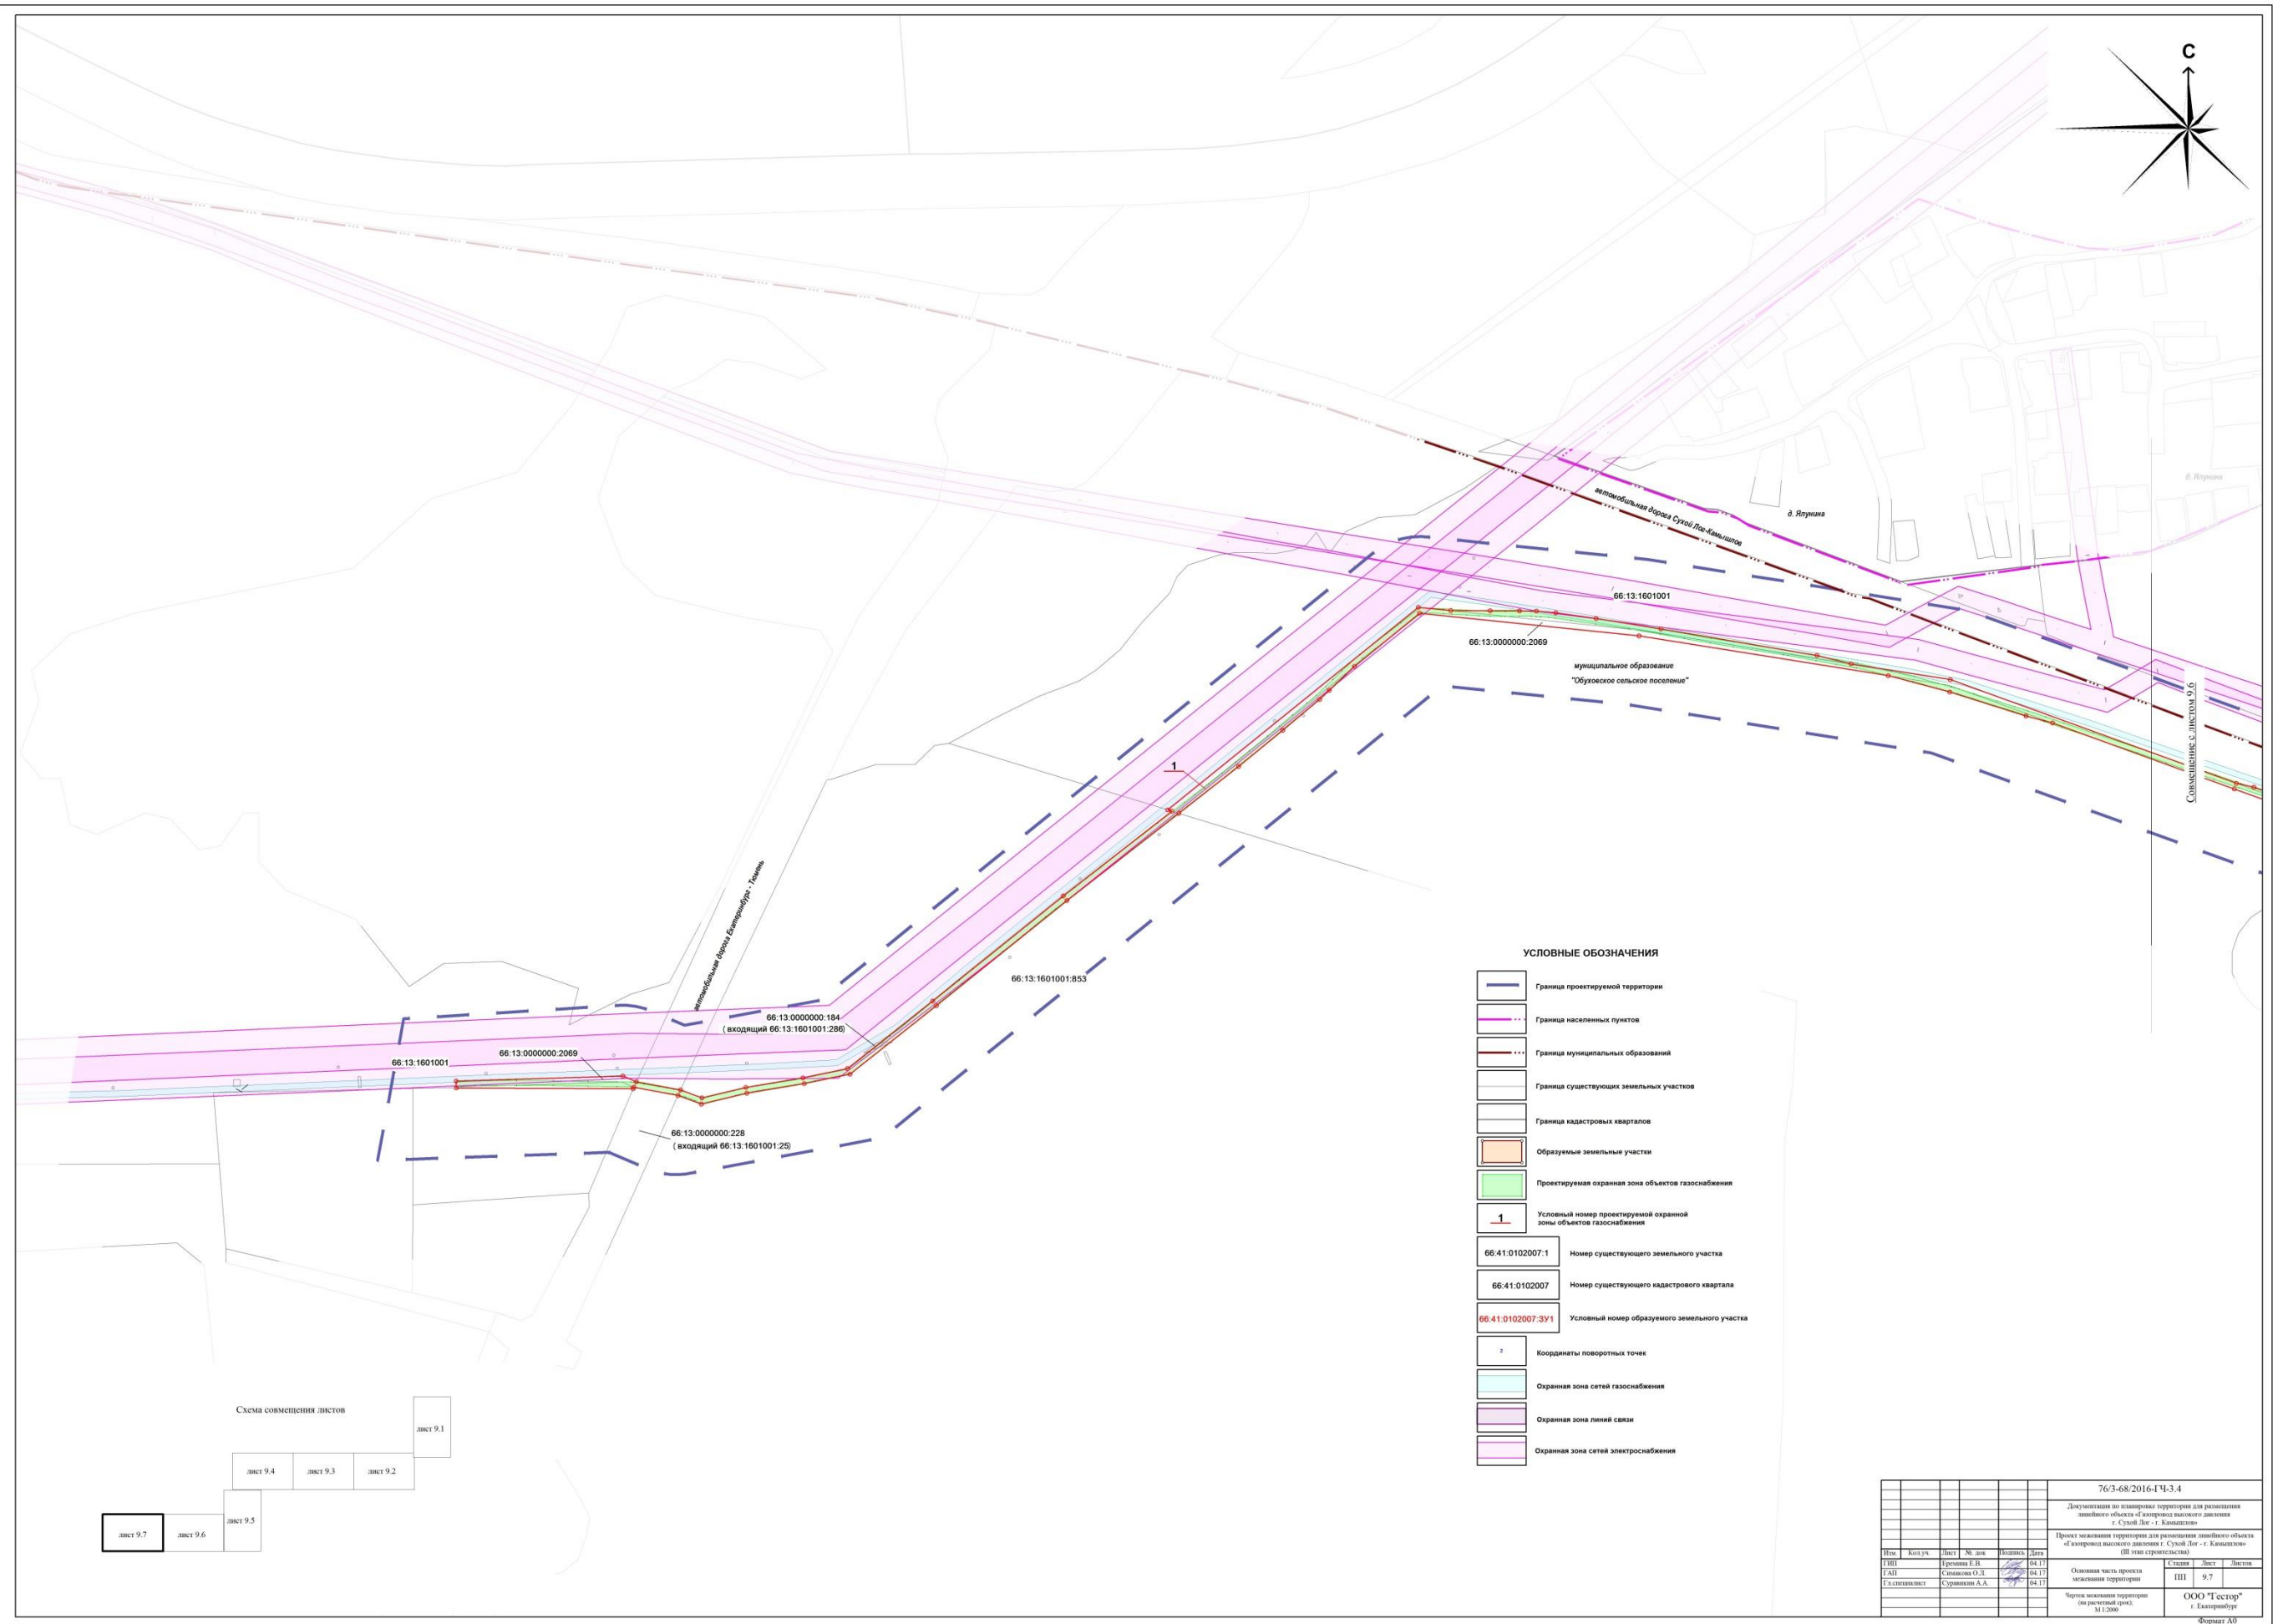 С
д. Ялунина
автомобильная дорога Сухой Лог-Камышлов
д. Ялунина
66:13:1601001
66:13:0000000:2069
муниципальное образование
"Обуховское сельское поселение"
Совмещение с листом 9.6
1
автомобильная дорога Екатеринбург - Тюмень
66:13:1601001:853
66:13:0000000:184
( входящий 66:13:1601001:286)
66:13:0000000:2069
66:13:1601001
66:13:0000000:228
( входящий 66:13:1601001:25)
УСЛОВНЫЕ ОБОЗНАЧЕНИЯ
Граница проектируемой территории
Граница населенных пунктов
Граница муниципальных образований
Граница существующих земельных участков
Граница кадастровых кварталов
Образуемые земельные участки
Проектируемая охранная зона объектов газоснабжения
1 Условный номер проектируемой охранной
зоны объектов газоснабжения
66:41:0102007:1 Номер существующего земельного участка
66:41:0102007 Номер существующего кадастрового квартала
66:41:0102007:ЗУ1 Условный номер образуемого земельного участка
Координаты поворотных точек
Охранная зона сетей газоснабжения
Охранная зона линий связи
Охранная зона сетей электроснабжения
Схема совмещения листов
лист 9.1
лист 9.4 лист 9.3 лист 9.2
лист 9.5
лист 9.7 лист 9.6
76/3-68/2016-ГЧ-3.4
Документация по планировке территории для размещения
линейного объекта «Газопровод высокого давления
г. Сухой Лог - г. Камышлов»
Проект межевания территории для размещения линейного объекта
«Газопровод высокого давления г. Сухой Лог - г. Камышлов»
(III этап строительства)
Изм. Кол.уч. Лист № док Подпись Дата
ГИП Еремина Е.В. 04.17
ГАП Симакова О.Л. 04.17
Гл.специалист Сураикин А.А. 04.17
Основная часть проекта
межевания территории
Стадия Лист Листов
ПП 9.7
Чертеж межевания территории
(на расчетный срок);
М 1:2000
ООО "Гестор"
г. Екатеринбург
Формат А0